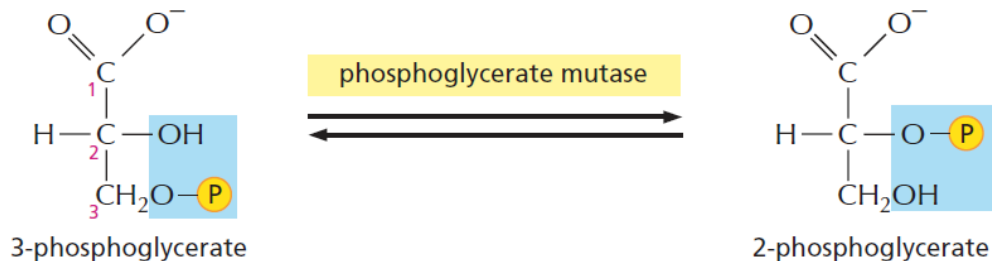 O O⁻
C
1
H—C—OH
2
CH₂O—P
3
3-phosphoglycerate
phosphoglycerate mutase
O O⁻
C
H—C—O—P
CH₂OH
2-phosphoglycerate